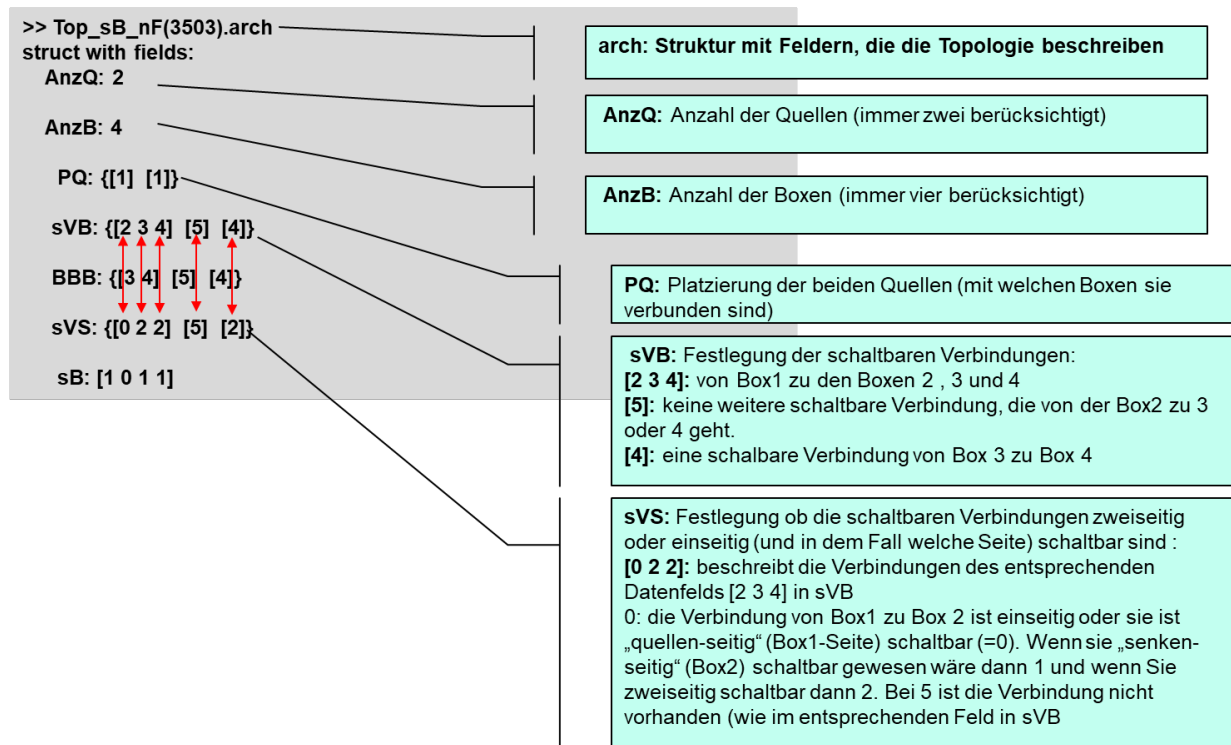 >> Top_sB_nF(3503).arch
struct with fields:
AnzQ: 2
AnzB: 4
PQ: {[1] [1]}
sVB: {[2 3 4] [5] [4]}
BBB: {[3 4] [5] [4]}
sVS: {[0 2 2] [5] [2]}
sB: [1 0 1 1]
arch: Struktur mit Feldern, die die Topologie beschreiben
AnzQ: Anzahl der Quellen (immer zwei berücksichtigt)
AnzB: Anzahl der Boxen (immer vier berücksichtigt)
PQ: Platzierung der beiden Quellen (mit welchen Boxen sie
verbunden sind)
sVB: Festlegung der schaltbaren Verbindungen:
[2 3 4]: von Box1 zu den Boxen 2 , 3 und 4
[5]: keine weitere schaltbare Verbindung, die von der Box2 zu 3
oder 4 geht.
[4]: eine schalbare Verbindung von Box 3 zu Box 4
sVS: Festlegung ob die schaltbaren Verbindungen zweiseitig
oder einseitig (und in dem Fall welche Seite) schaltbar sind :
[0 2 2]: beschreibt die Verbindungen des entsprechenden
Datenfelds [2 3 4] in sVB
0: die Verbindung von Box1 zu Box 2 ist einseitig oder sie ist
„quellen-seitig“ (Box1-Seite) schaltbar (=0). Wenn sie „senken-
seitig“ (Box2) schaltbar gewesen wäre dann 1 und wenn Sie
zweiseitig schaltbar dann 2. Bei 5 ist die Verbindung nicht
vorhanden (wie im entsprechenden Feld in sVB